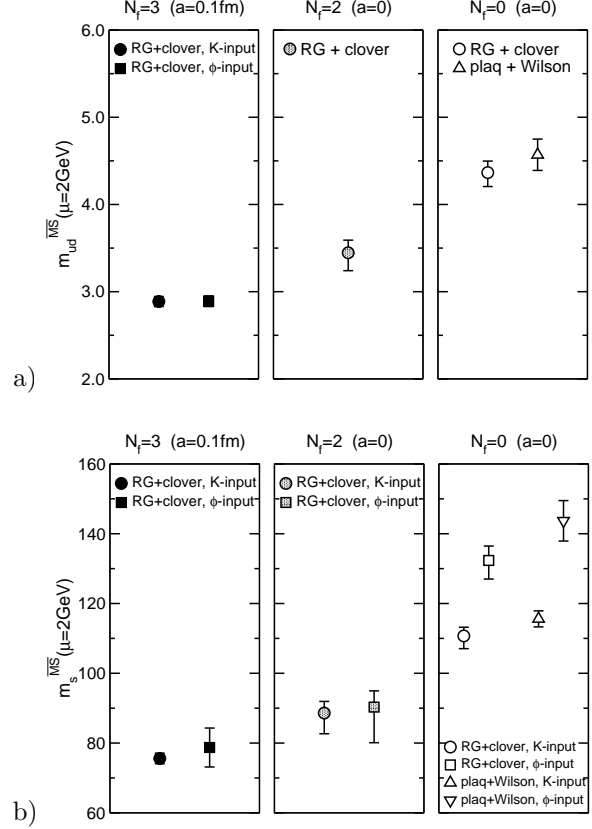 N_f=3 (a=0.1fm) N_f=2 (a=0) N_f=0 (a=0)
6.0
RG+clover, K-input
RG+clover, ϕ-input
RG + clover
RG + clover
plaq + Wilson
5.0
4.0
3.0
2.0
m_ud^MS̅(μ=2GeV)
a)
N_f=3 (a=0.1fm) N_f=2 (a=0) N_f=0 (a=0)
160
RG+clover, K-input
RG+clover, ϕ-input
RG+clover, K-input
RG+clover, ϕ-input
140
120
100
80
60
m_s^MS̅(μ=2GeV)
RG+clover, K-input
RG+clover, ϕ-input
plaq+Wilson, K-input
plaq+Wilson, ϕ-input
b)